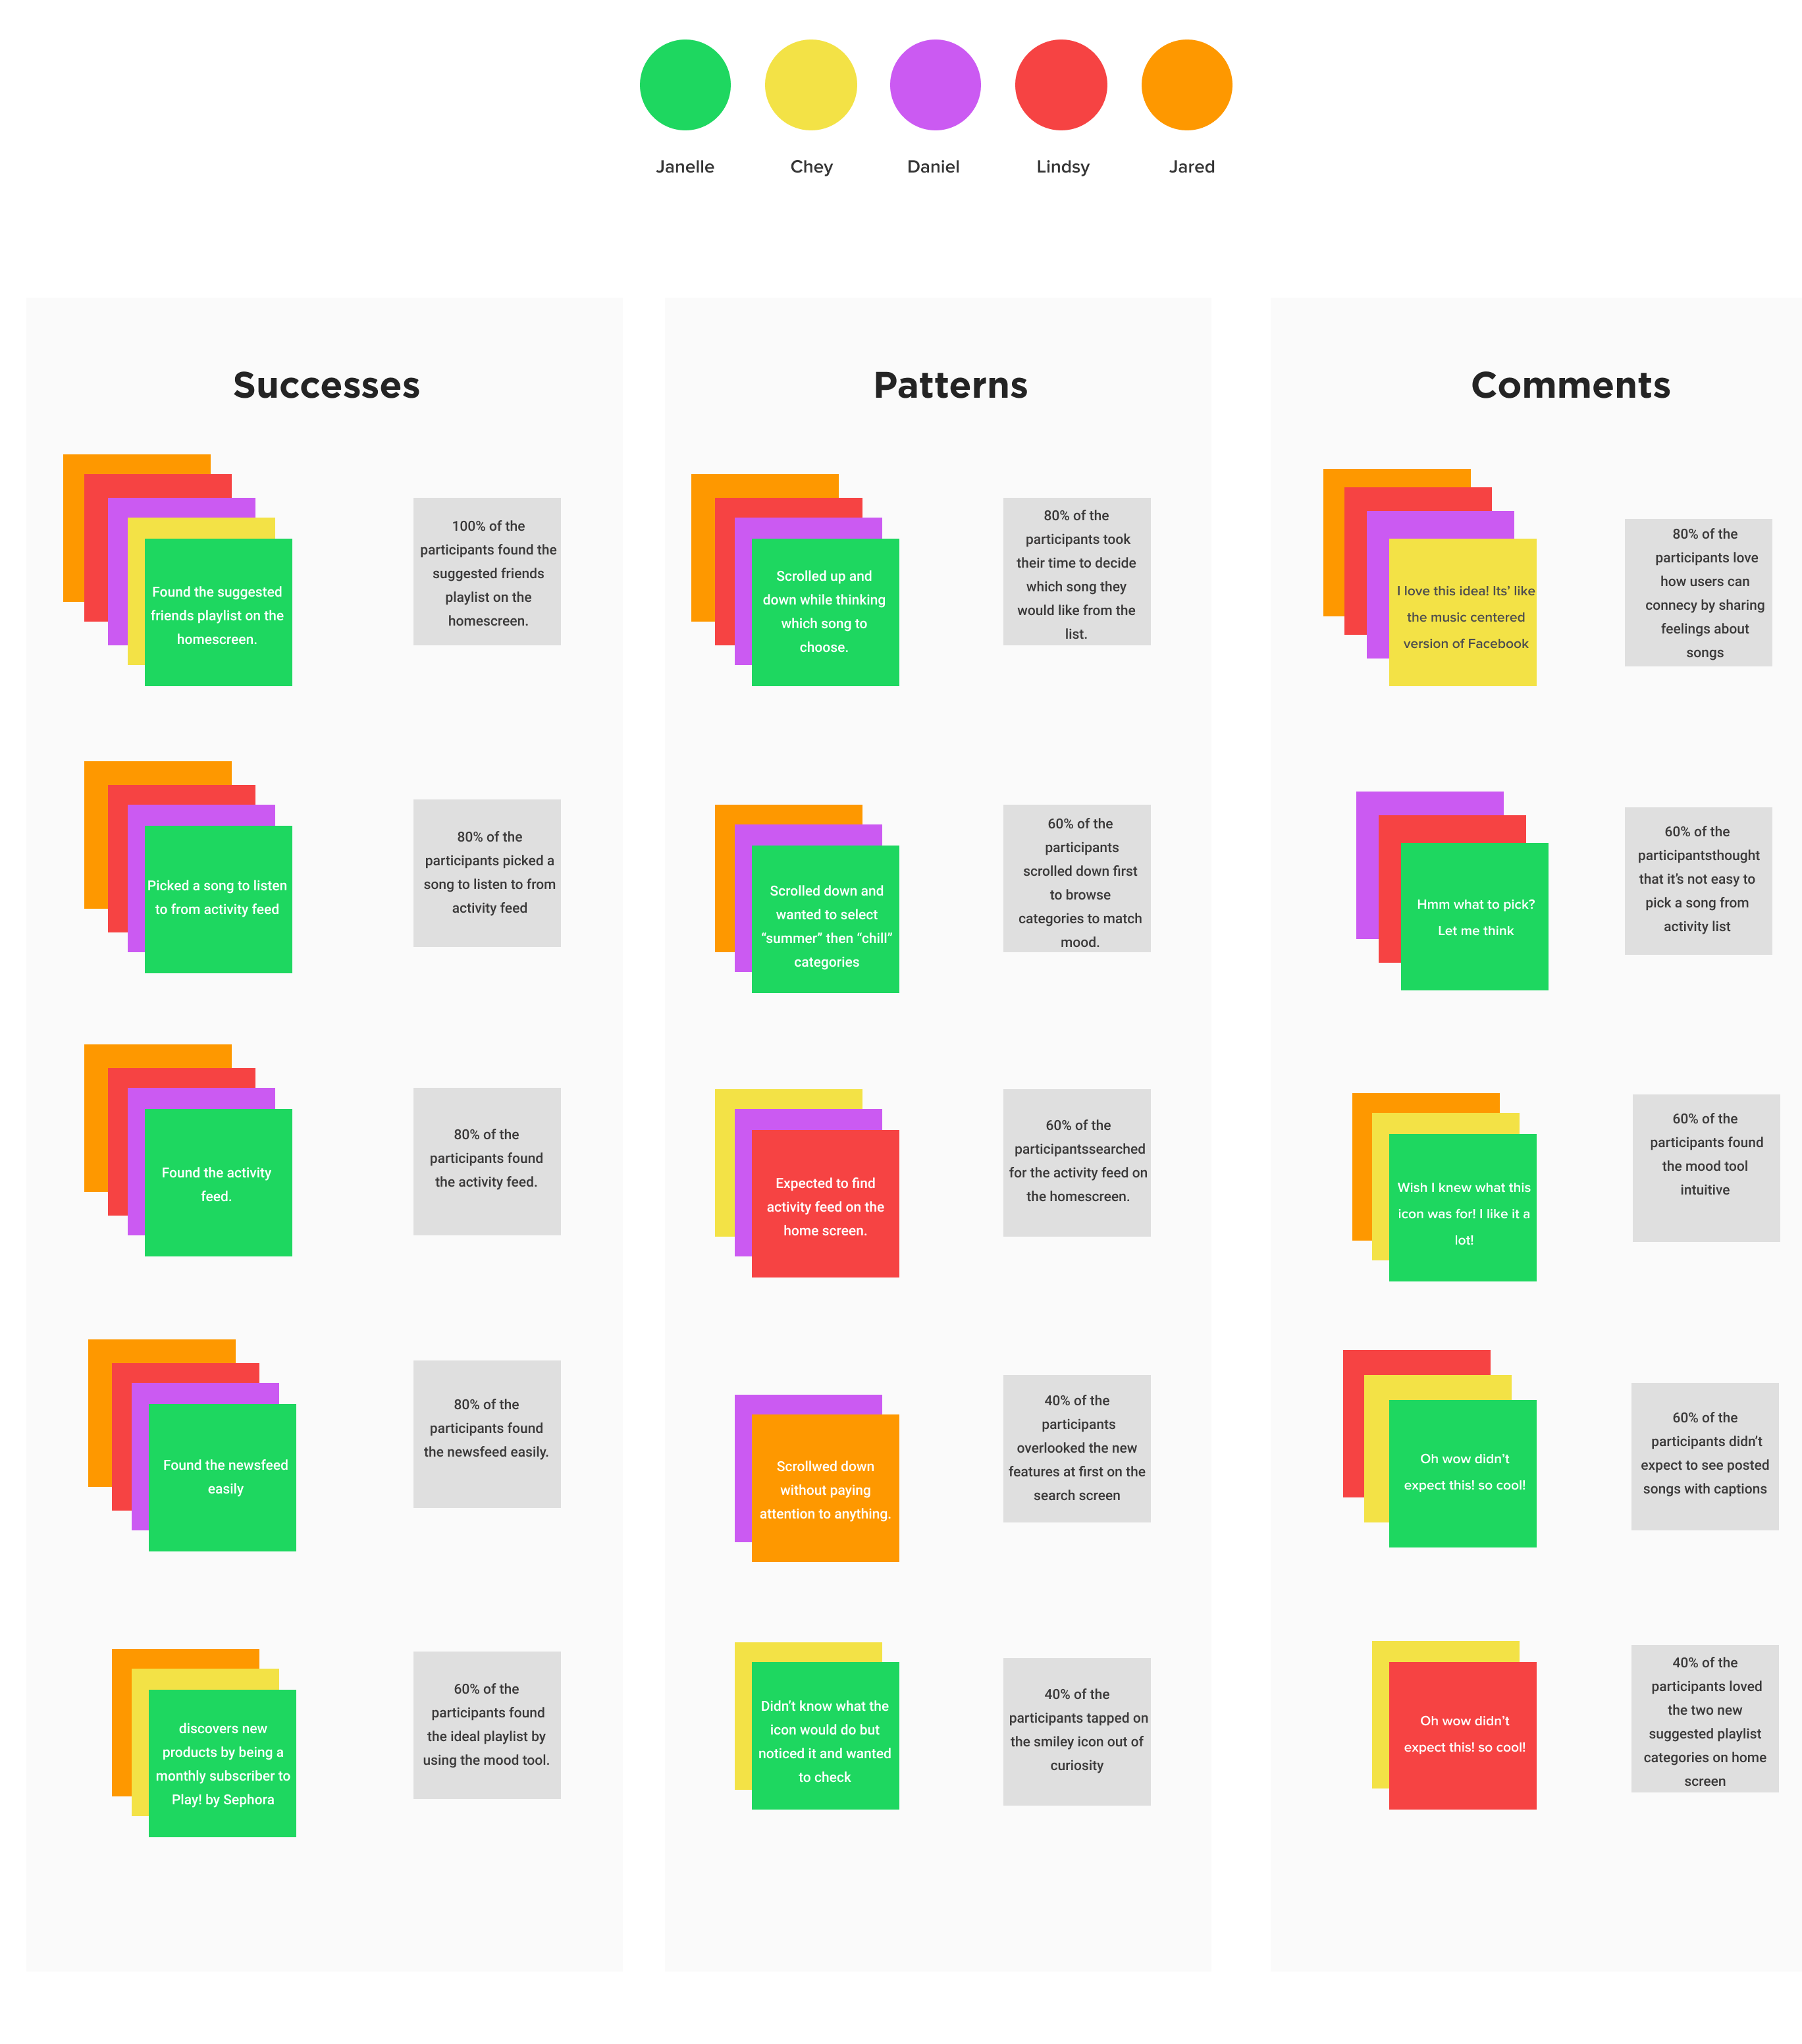 Janelle
Chey
Daniel
Lindsy
Jared
Successes
Found the suggested
friends playlist on the
homescreen.
100% of the
participants found the
suggested friends
playlist on the
homescreen.
Picked a song to listen
to from activity feed
80% of the
participants picked a
song to listen to from
activity feed
Found the activity
feed.
80% of the
participants found
the activity feed.
Found the newsfeed
easily
80% of the
participants found
the newsfeed easily.
discovers new
products by being a
monthly subscriber to
Play! by Sephora
60% of the
participants found
the ideal playlist by
using the mood tool.
Patterns
Scrolled up and
down while thinking
which song to
choose.
80% of the
participants took
their time to decide
which song they
would like from the
list.
Scrolled down and
wanted to select
“summer” then “chill”
categories
60% of the
participants
scrolled down first
to browse
categories to match
mood.
Expected to find
activity feed on the
home screen.
60% of the
participantssearched
for the activity feed on
the homescreen.
Scrollwed down
without paying
attention to anything.
40% of the
participants
overlooked the new
features at first on the
search screen
Didn’t know what the
icon would do but
noticed it and wanted
to check
40% of the
participants tapped on
the smiley icon out of
curiosity
Comments
I love this idea! Its’ like
the music centered
version of Facebook
80% of the
participants love
how users can
connecy by sharing
feelings about
songs
Hmm what to pick?
Let me think
60% of the
participantsthought
that it’s not easy to
pick a song from
activity list
Wish I knew what this
icon was for! I like it a
lot!
60% of the
participants found
the mood tool
intuitive
Oh wow didn’t
expect this! so cool!
60% of the
participants didn’t
expect to see posted
songs with captions
Oh wow didn’t
expect this! so cool!
40% of the
participants loved
the two new
suggested playlist
categories on home
screen